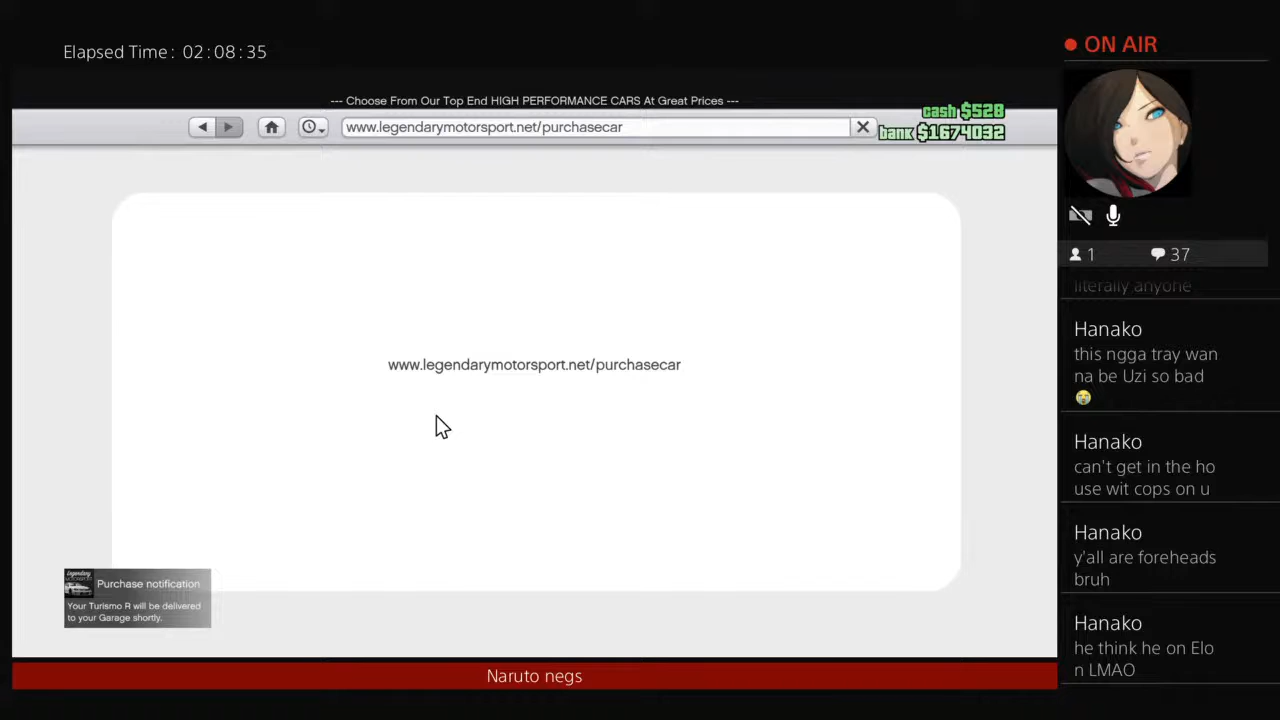 Elapsed Time: 02:08:35
ON AIR
--- Choose From Our Top End HIGH PERFORMANCE CARS At Great Prices ---
www.legendarymotorsport.net/purchasecar
cash $528
bank $1674032
www.legendarymotorsport.net/purchasecar
1
37
literally anyone
Hanako
this ngga tray wan
na be Uzi so bad
😭
Hanako
can't get in the ho
use wit cops on u
Hanako
y'all are foreheads
bruh
Hanako
he think he on Elo
n LMAO
Legendary
MOTORSPORT
Purchase notification
Your Turismo R will be delivered
to your Garage shortly.
Naruto negs